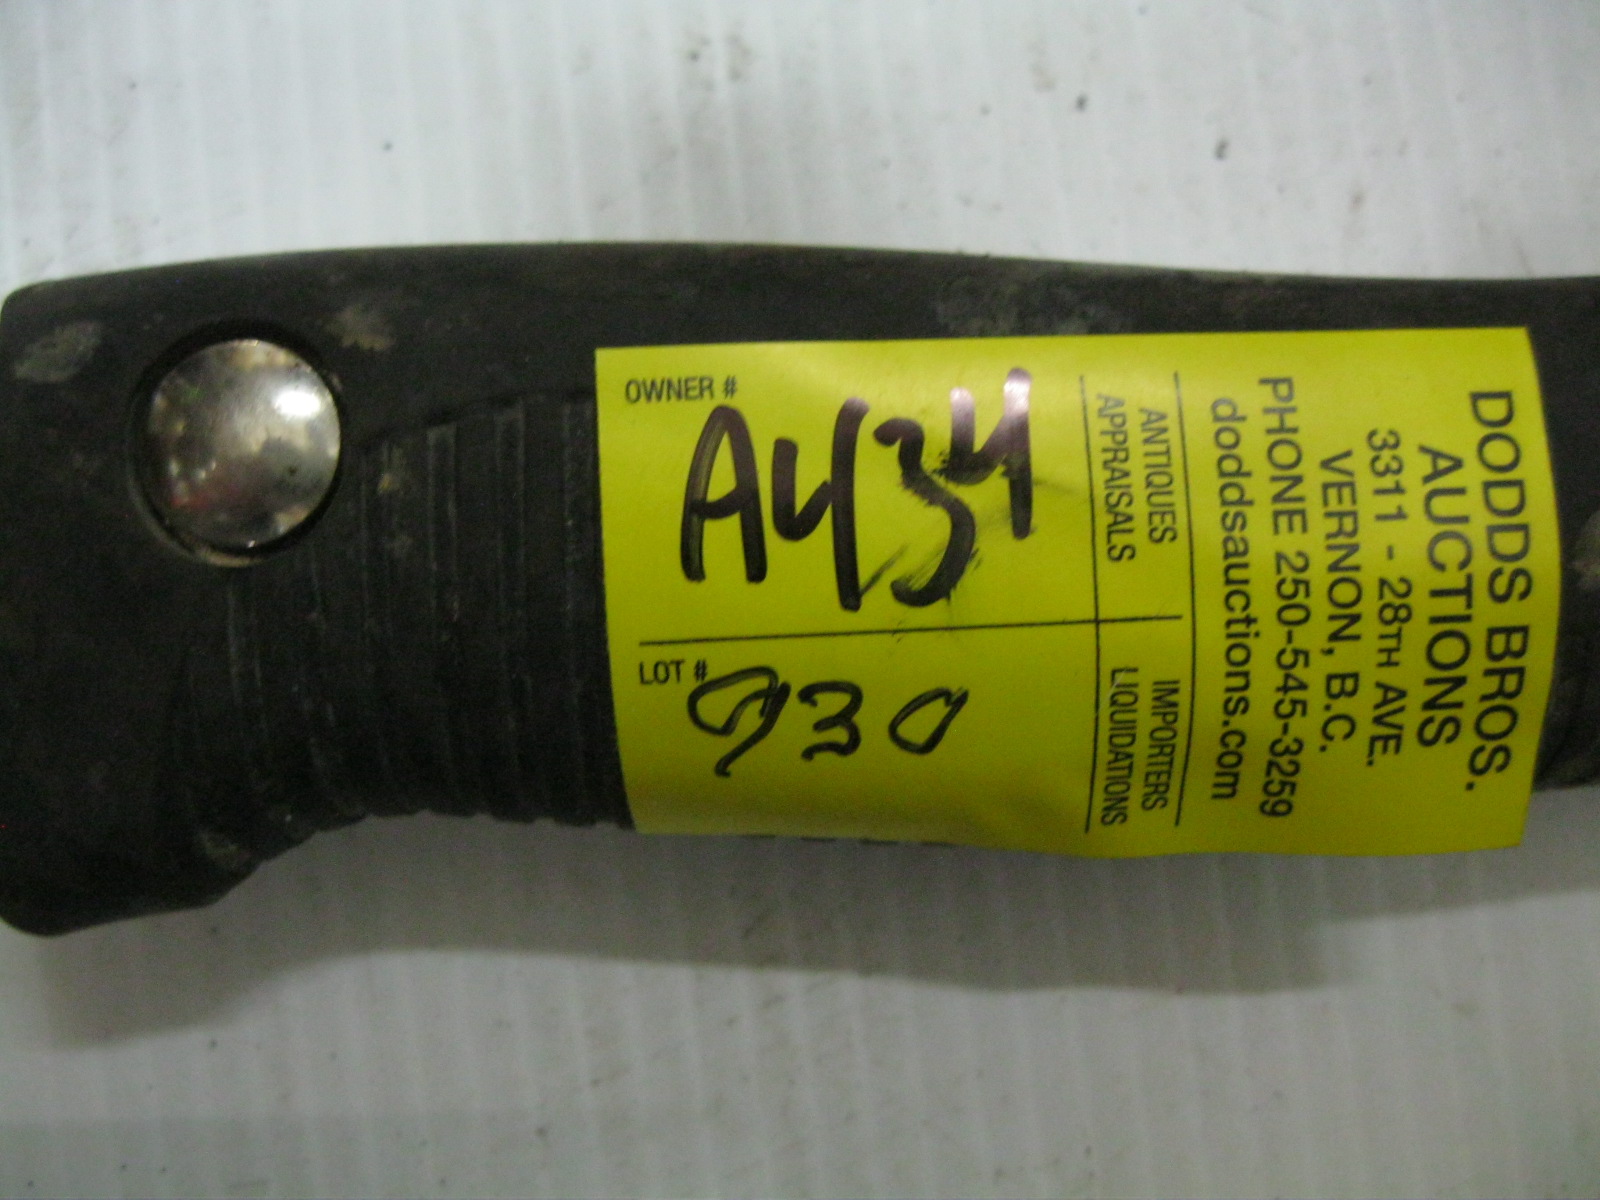 DODDS BROS.
AUCTIONS
3311 - 28TH AVE.
VERNON, B.C.
PHONE 250-545-3259
doddsauctions.com
ANTIQUES
APPRAISALS
IMPORTERS
LIQUIDATIONS
OWNER #
A434
LOT #
930